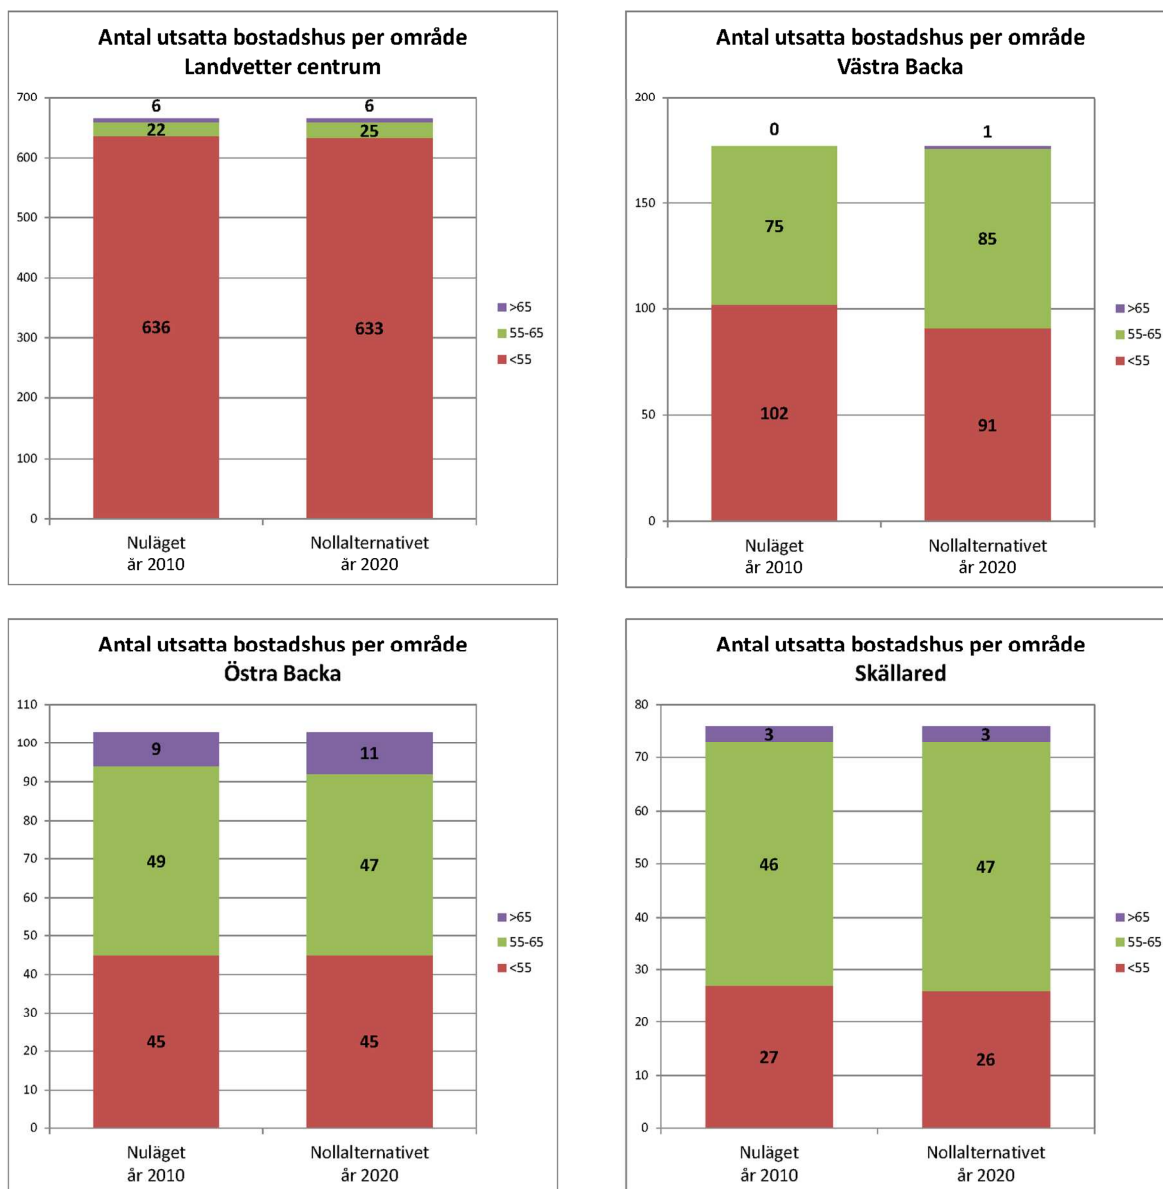 Antal utsatta bostadshus per område
Landvetter centrum
700
600
500
400
300
200
100
0
6
6
22
25
636
633
>65
55-65
<55
Nuläget
år 2010
Nollalternativet
år 2020
Antal utsatta bostadshus per område
Västra Backa
200
150
100
50
0
0
1
75
85
102
91
>65
55-65
<55
Nuläget
år 2010
Nollalternativet
år 2020
Antal utsatta bostadshus per område
Östra Backa
110
100
90
80
70
60
50
40
30
20
10
0
9
11
49
47
45
45
>65
55-65
<55
Nuläget
år 2010
Nollalternativet
år 2020
Antal utsatta bostadshus per område
Skällared
80
70
60
50
40
30
20
10
0
3
3
46
47
27
26
>65
55-65
<55
Nuläget
år 2010
Nollalternativet
år 2020